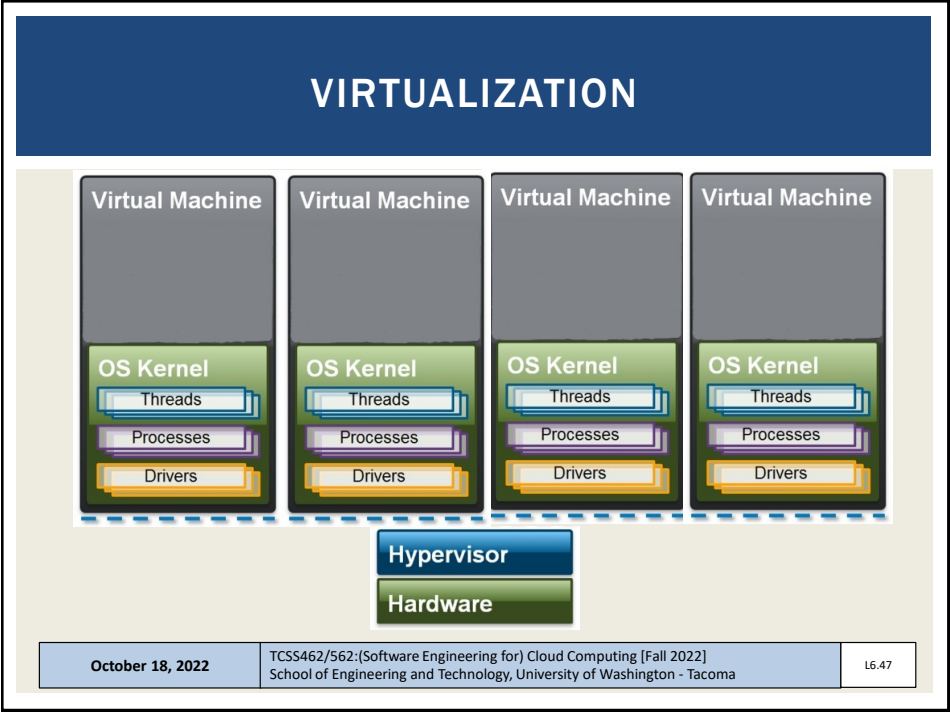 VIRTUALIZATION
Virtual Machine
OS Kernel
Threads
Processes
Drivers
Virtual Machine
OS Kernel
Threads
Processes
Drivers
Virtual Machine
OS Kernel
Threads
Processes
Drivers
Virtual Machine
OS Kernel
Threads
Processes
Drivers
Hypervisor
Hardware
October 18, 2022
TCSS462/562:(Software Engineering for) Cloud Computing [Fall 2022]
School of Engineering and Technology, University of Washington - Tacoma
L6.47